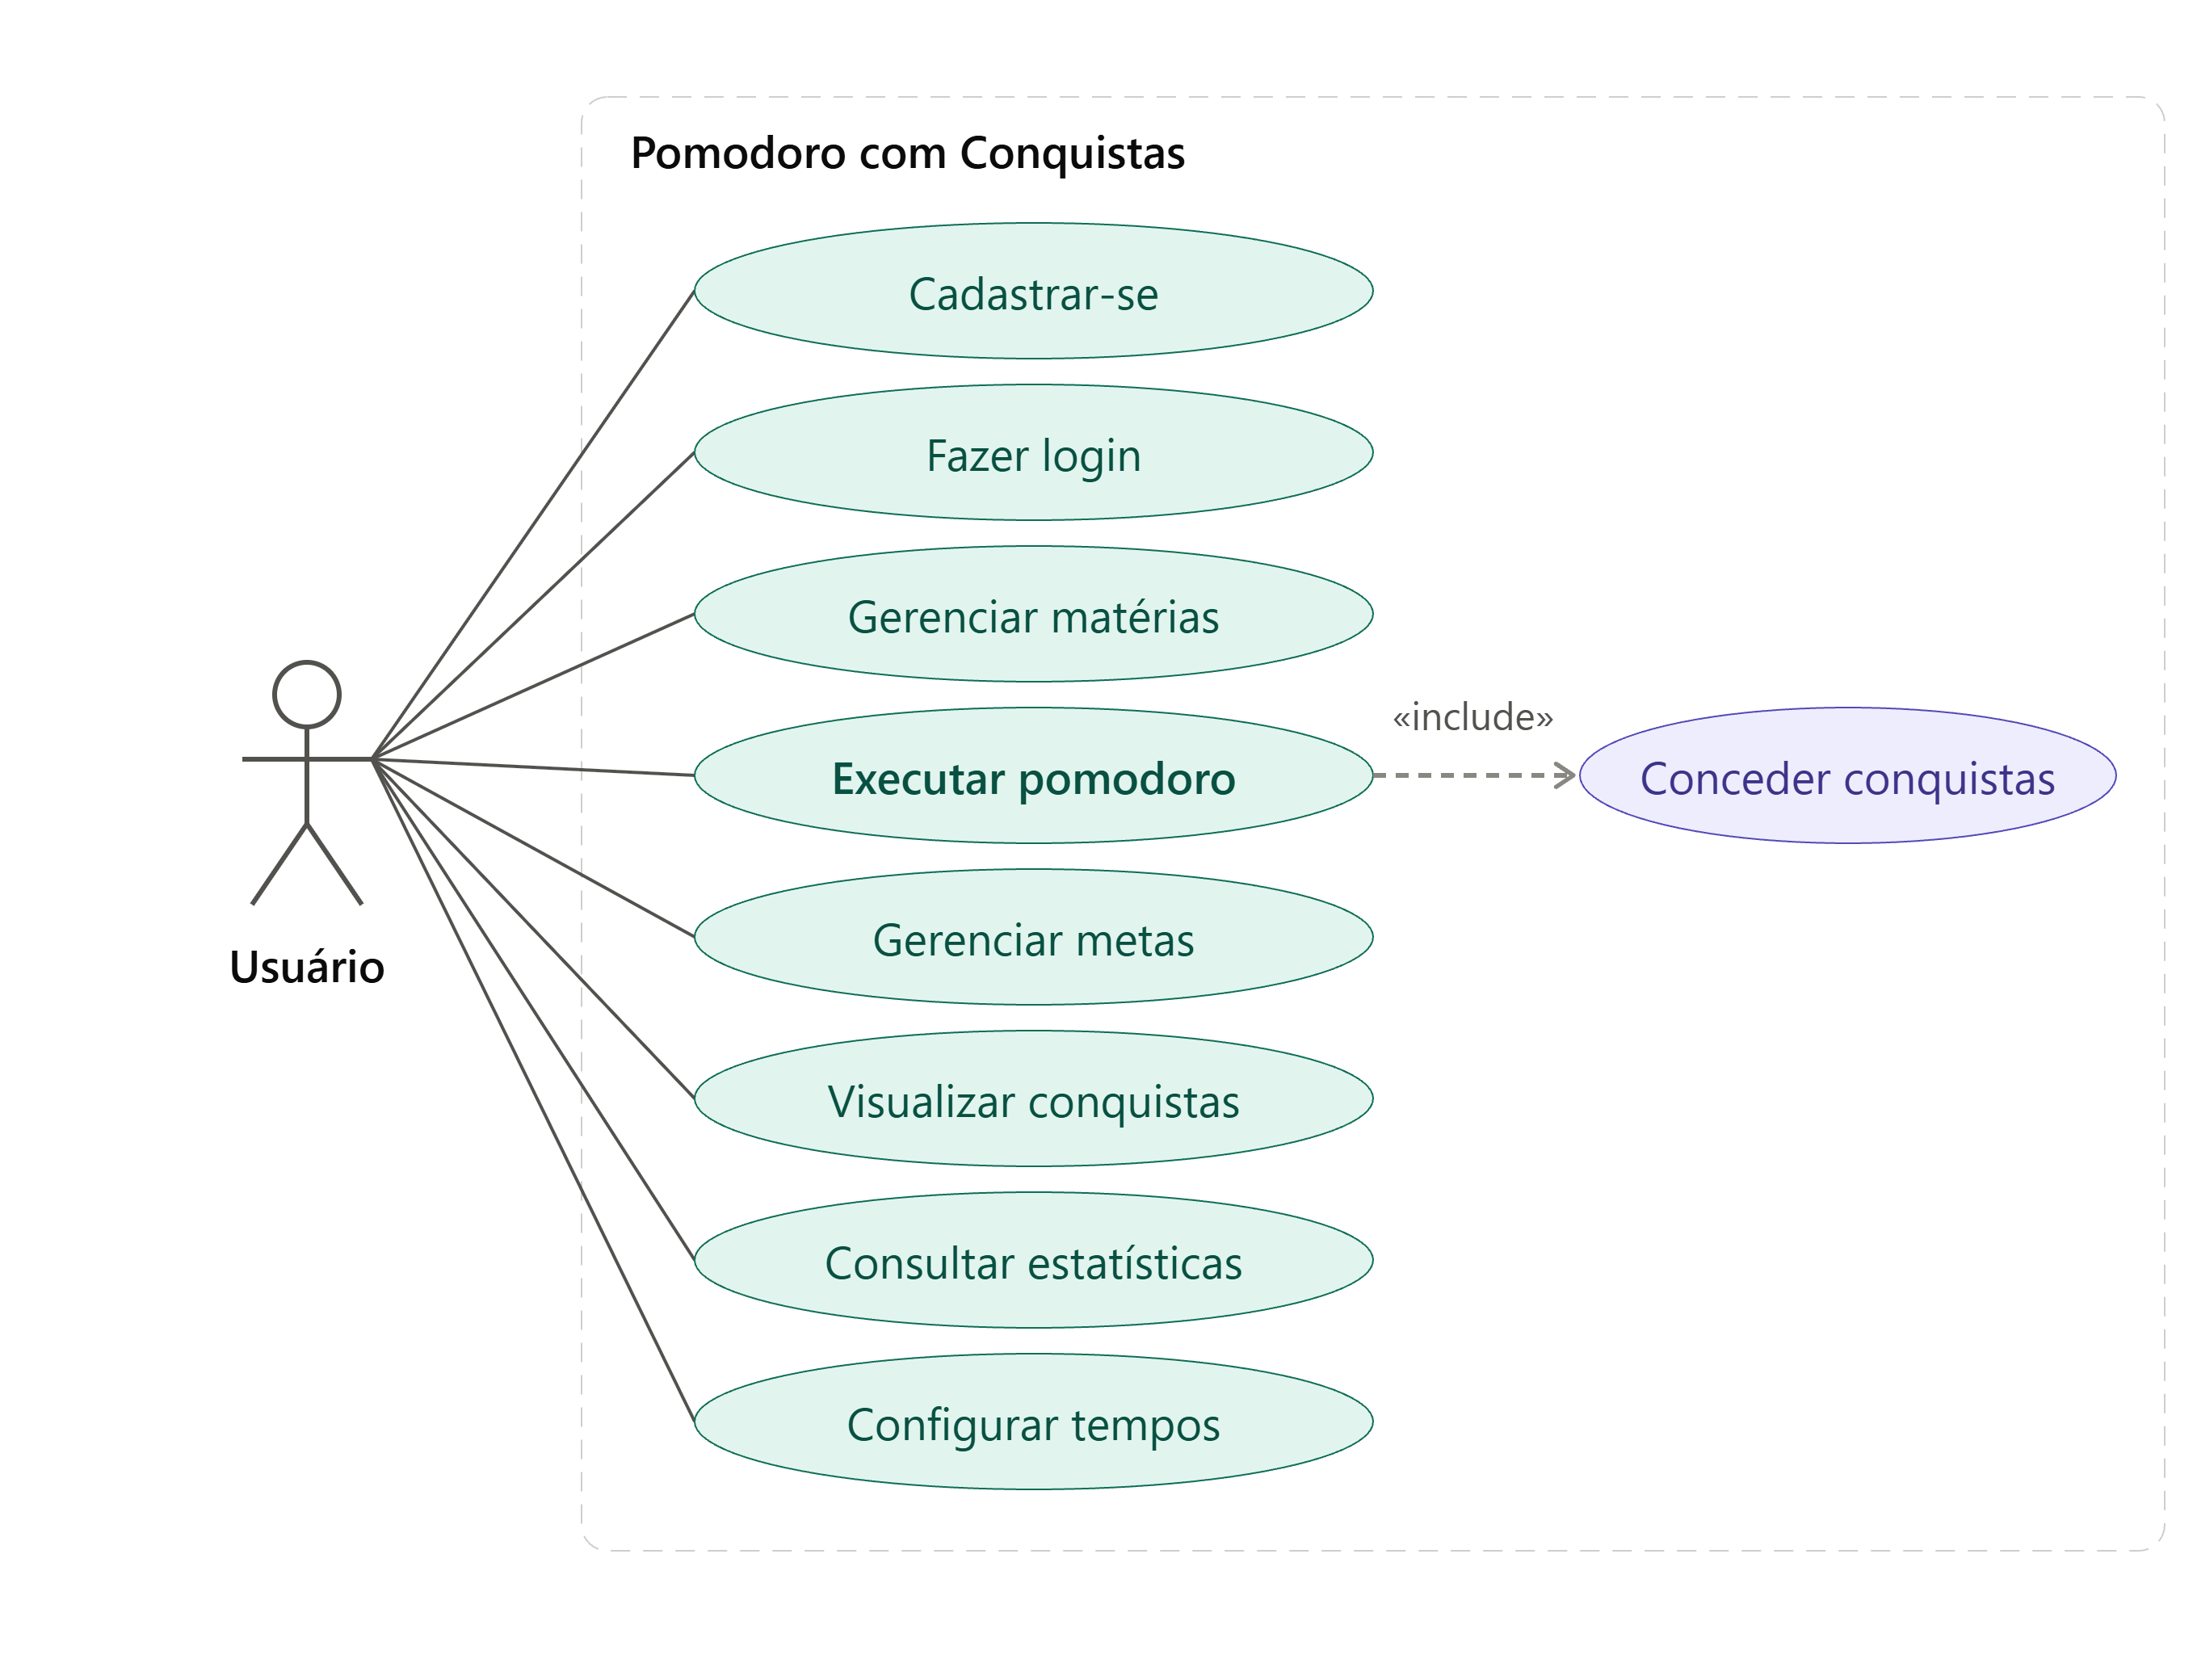 Pomodoro com Conquistas
Cadastrar-se
Fazer login
Gerenciar matérias
«include»
Executar pomodoro
Conceder conquistas
Gerenciar metas
Usuário
Visualizar conquistas
Consultar estatísticas
Configurar tempos